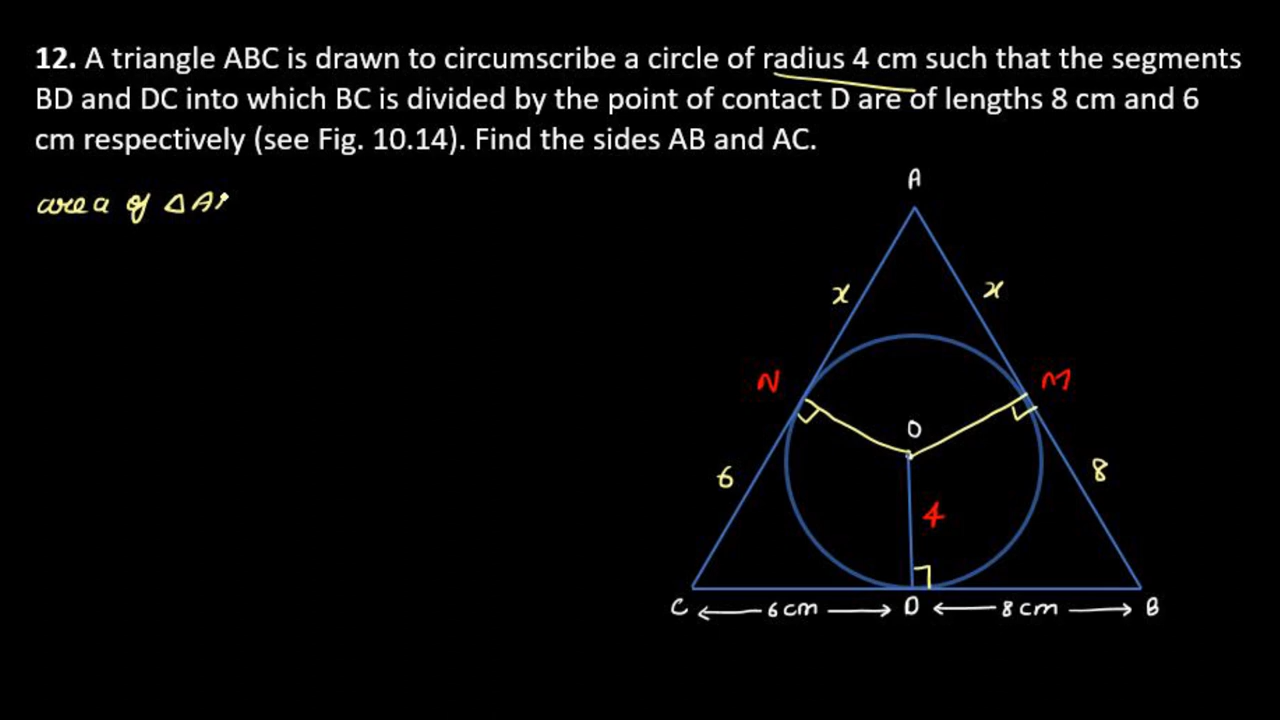 12. A triangle ABC is drawn to circumscribe a circle of radius 4 cm such that the segments
BD and DC into which BC is divided by the point of contact D are of lengths 8 cm and 6
cm respectively (see Fig. 10.14). Find the sides AB and AC.
area of △A
A
x x
N M
O
6 8
4
C 6cm D 8cm B